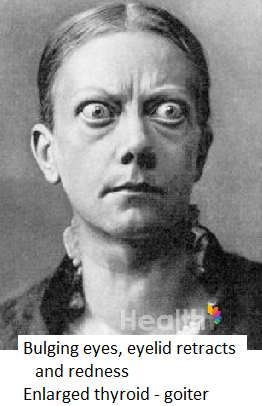 Health
Bulging eyes, eyelid retracts
and redness
Enlarged thyroid - goiter